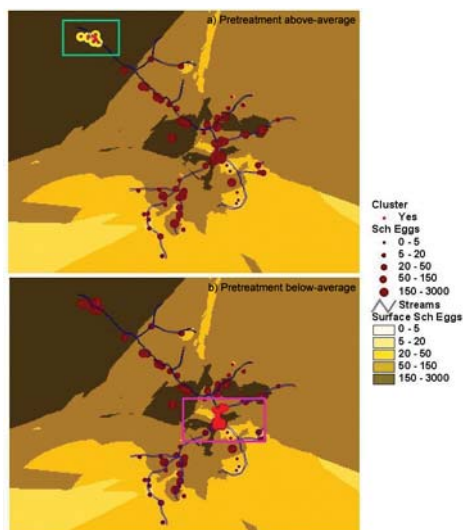 a) Pretreatment above-average
b) Pretreatment below-average
Cluster
Yes
Sch Eggs
0 - 5
5 - 20
20 - 50
50 - 150
150 - 3000
Streams
Surface Sch Eggs
0 - 5
5 - 20
20 - 50
50 - 150
150 - 3000